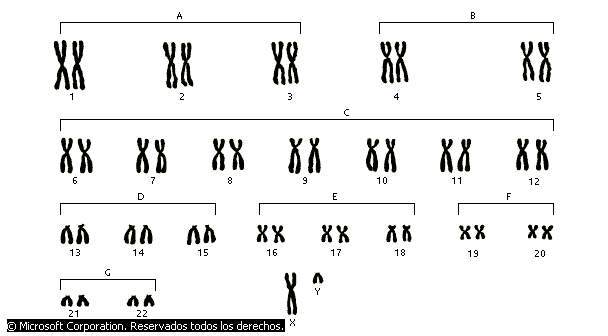 A B
1 2 3 4 5
C
6 7 8 9 10 11 12
D E F
13 14 15 16 17 18 19 20
G
21 22 X Y
© Microsoft Corporation. Reservados todos los derechos.